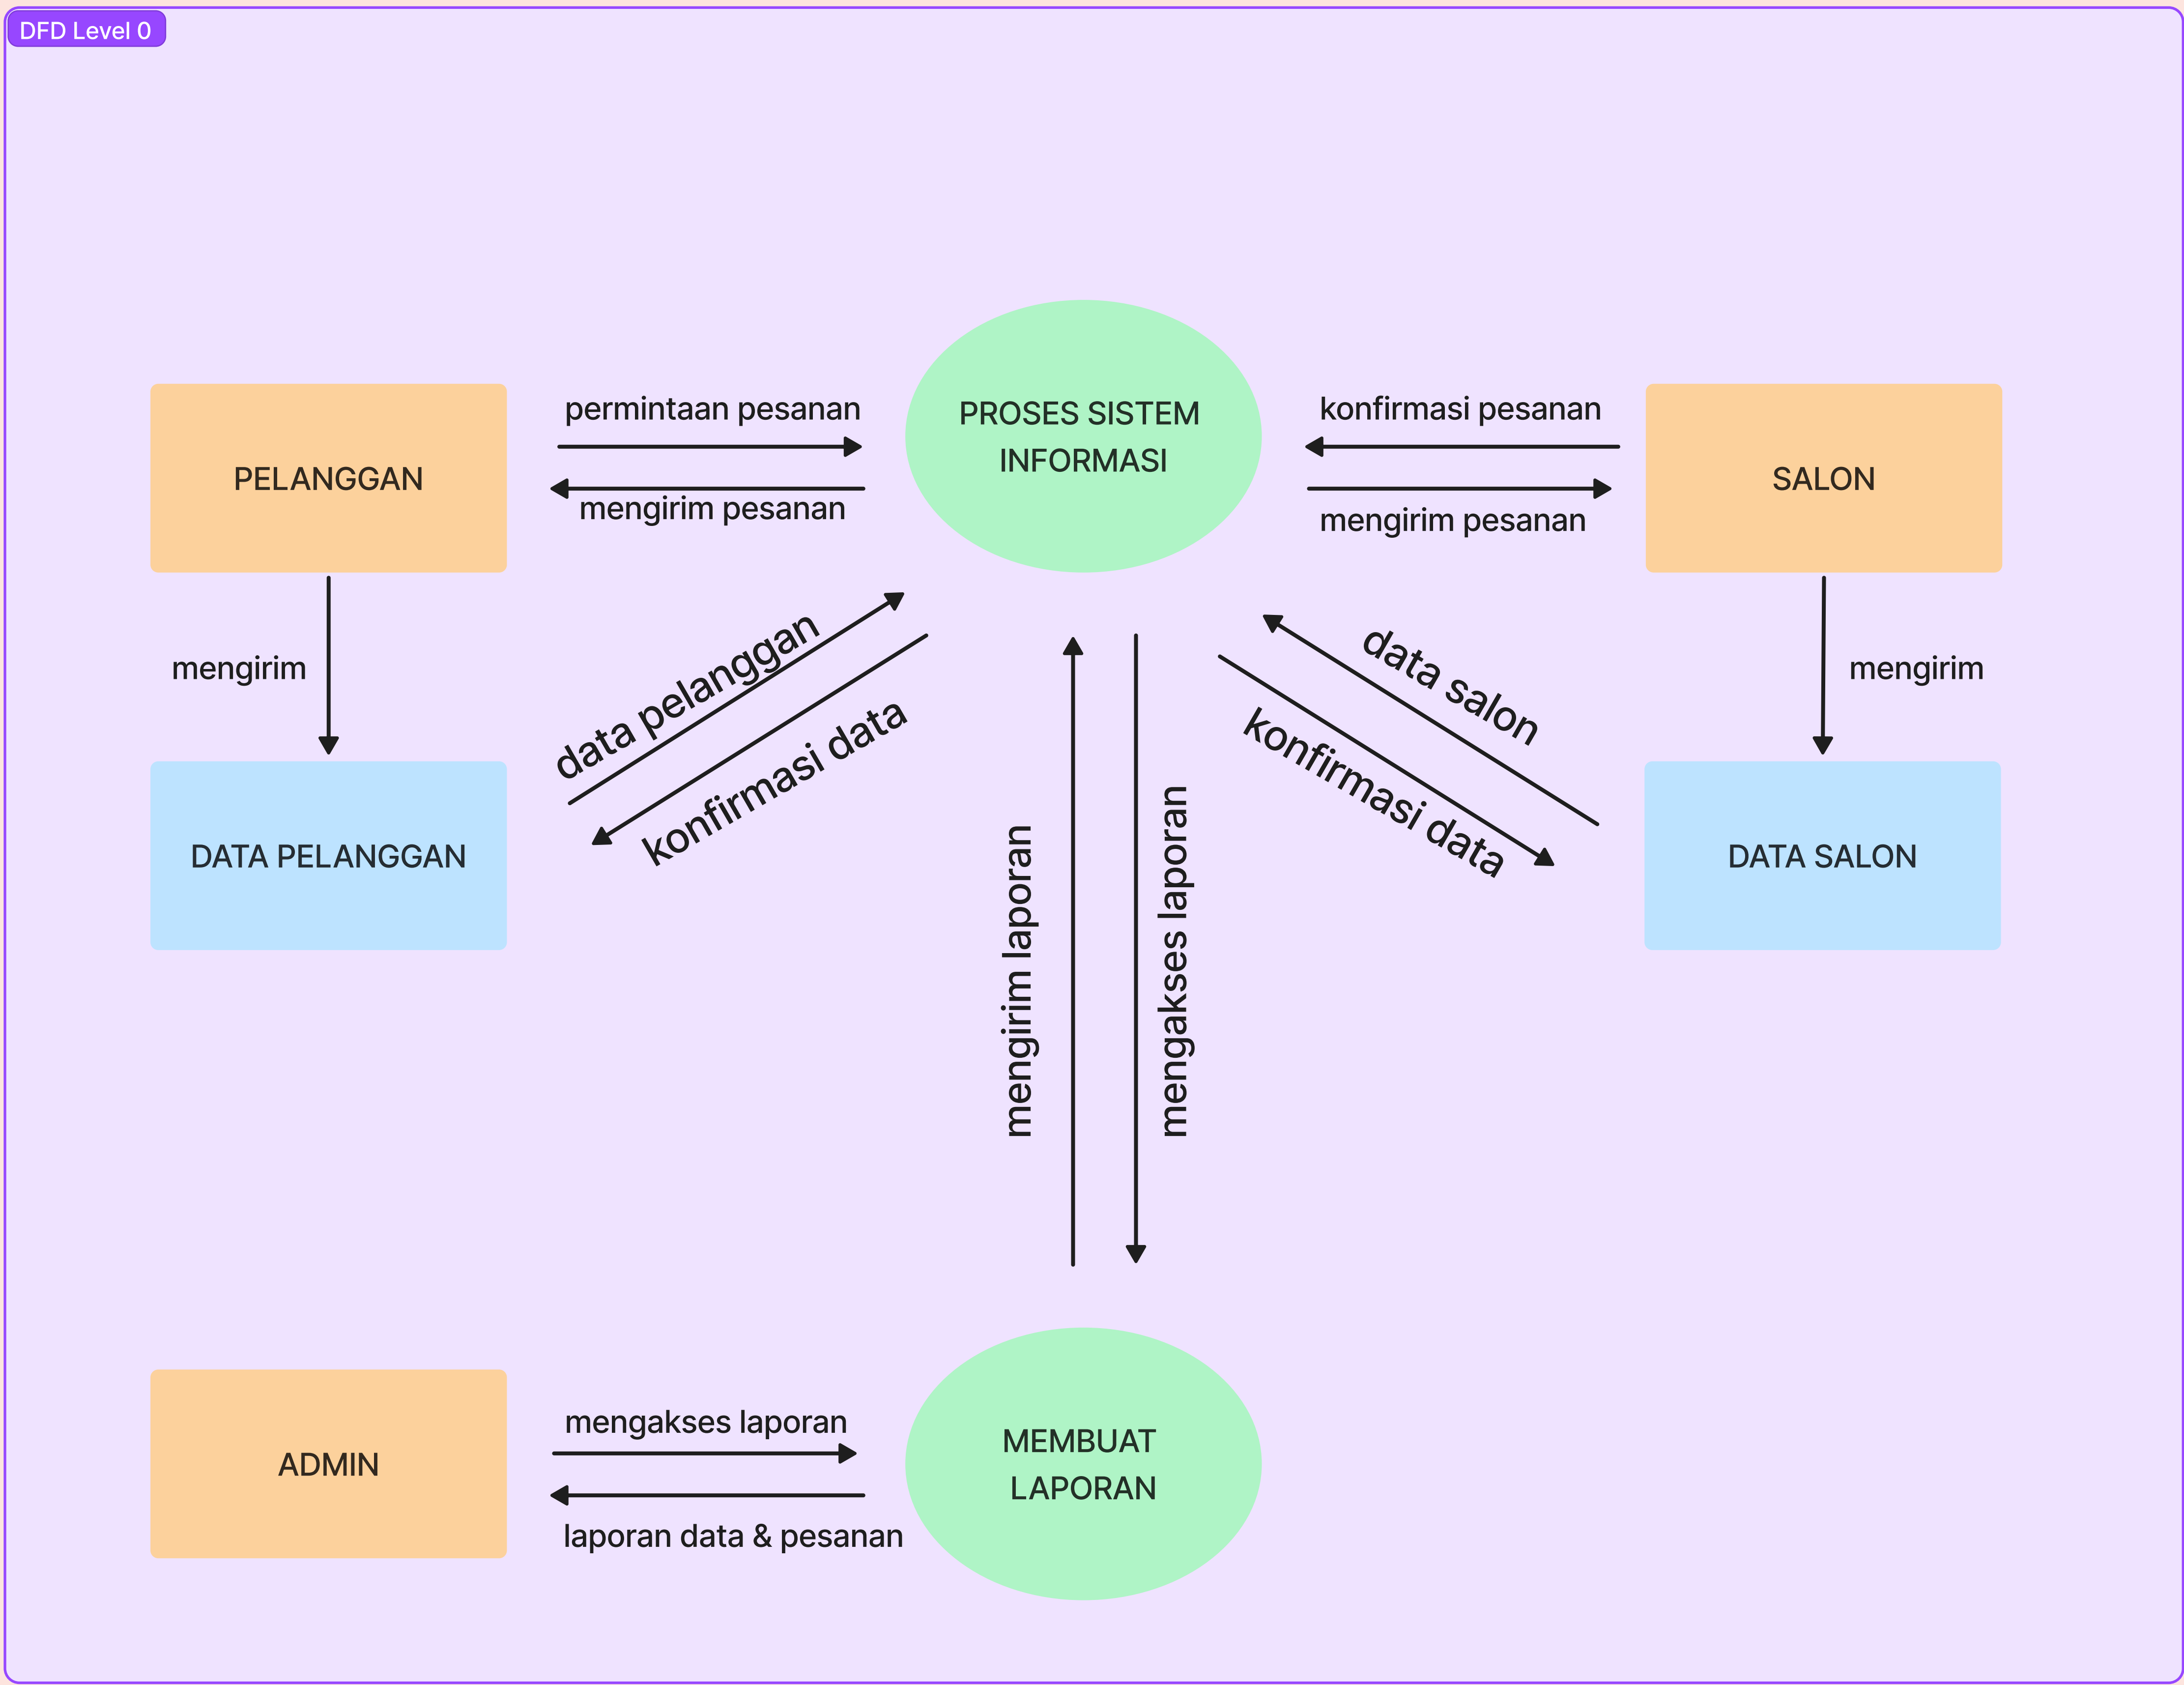 DFD Level 0
PELANGGAN
permintaan pesanan
mengirim pesanan
PROSES SISTEM
INFORMASI
konfirmasi pesanan
mengirim pesanan
SALON
mengirim
data pelanggan
konfirmasi data
data salon
konfirmasi data
mengirim
DATA PELANGGAN
mengirim laporan
mengakses laporan
DATA SALON
ADMIN
mengakses laporan
laporan data & pesanan
MEMBUAT
LAPORAN